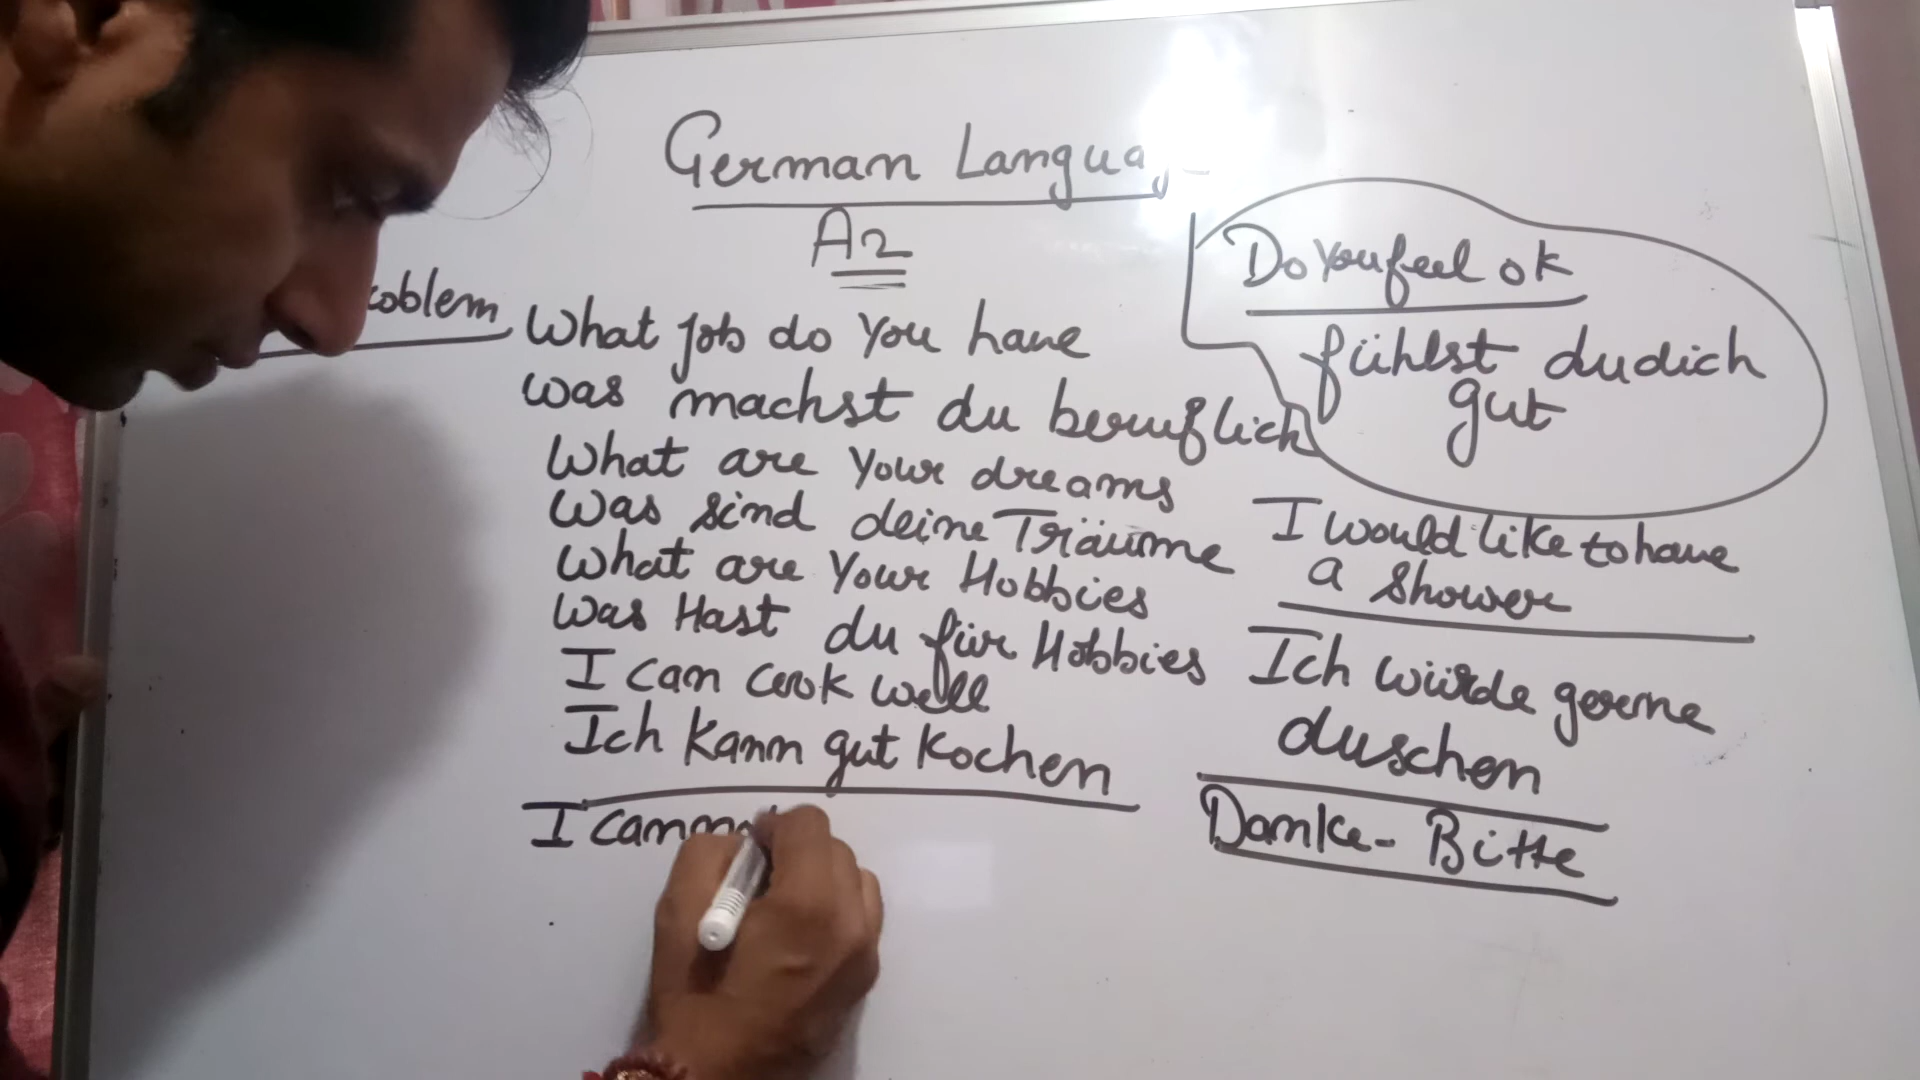 German Langua
A2
oblem
What job do you have
was machst du beruflich
What are your dreams
Was sind deine Träume
What are your Hobbies
Was Hast du für Hobbies
I can cook well
Ich kann gut kochen
I cannot
Do you feel ok
fühlst du dich
gut
I would like to have
a shower
Ich würde gerne
duschen
Danke - Bitte